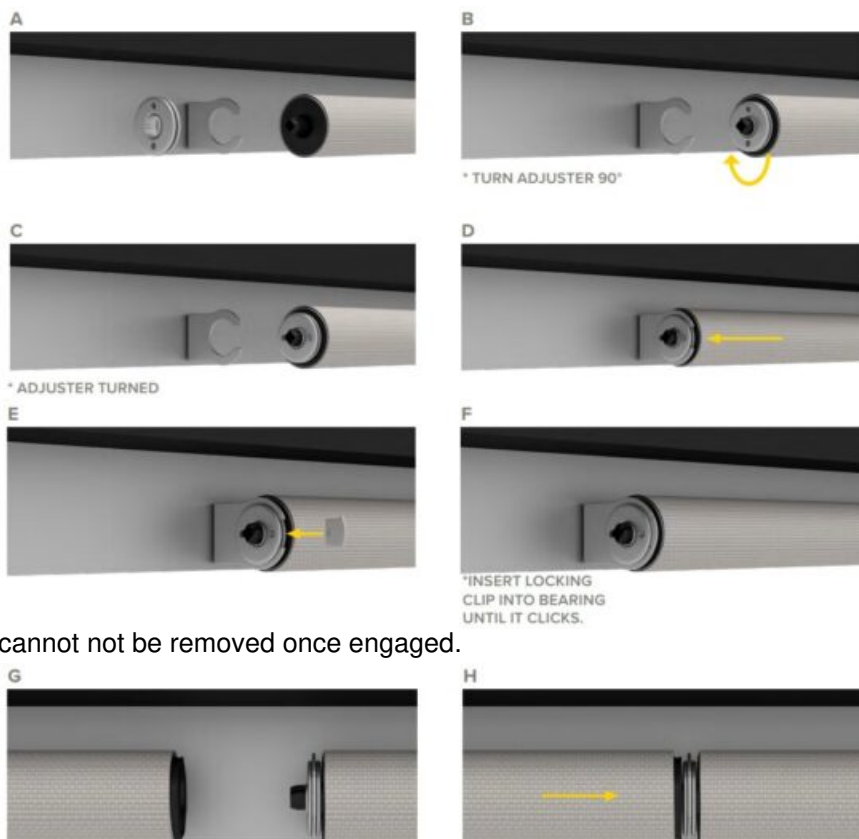 A
B
* TURN ADJUSTER 90°
C
D
* ADJUSTER TURNED
E
F
*INSERT LOCKING
CLIP INTO BEARING
UNTIL IT CLICKS.
cannot not be removed once engaged.
G
H